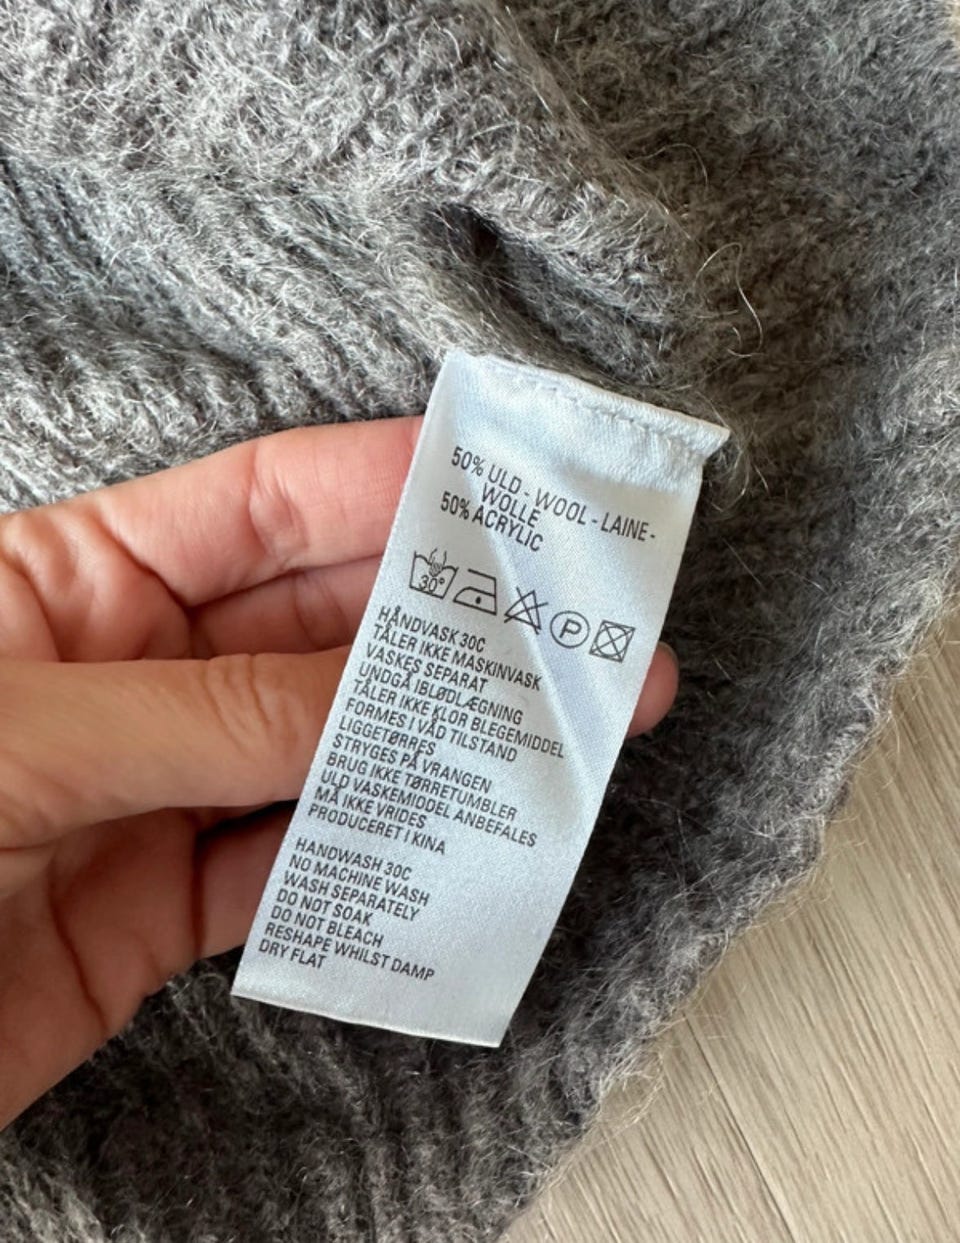 50% ULD - WOOL - LAINE -
WOLLE
50% ACRYLIC
30°
P
HÅNDVASK 30C
TÅLER IKKE MASKINVASK
VASKES SEPARAT
UNDGÅ IBLØDLÆGNING
TÅLER IKKE KLOR BLEGEMIDDEL
FORMES I VÅD TILSTAND
LIGGETØRRES
STRYGES PÅ VRANGEN
BRUG IKKE TØRRETUMBLER
ULD VASKEMIDDEL ANBEFALES
MÅ IKKE VRIDES
PRODUCERET I KINA
HANDWASH 30C
NO MACHINE WASH
WASH SEPARATELY
DO NOT SOAK
DO NOT BLEACH
RESHAPE WHILST DAMP
DRY FLAT